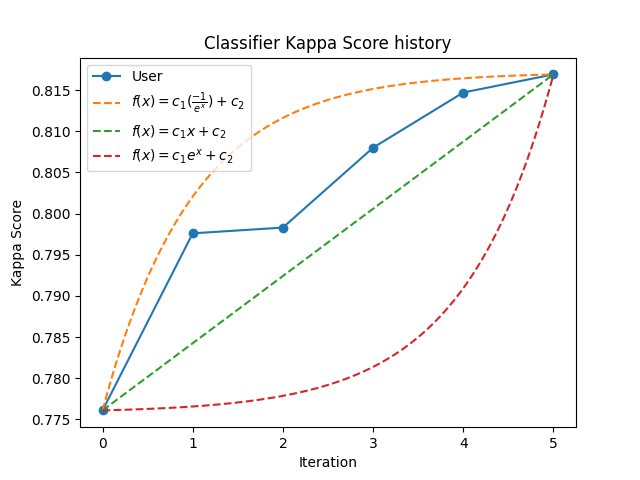 Classifier Kappa Score history
User
f(x) = c₁(−1/eˣ) + c₂
f(x) = c₁x + c₂
f(x) = c₁eˣ + c₂
Kappa Score
0.815
0.810
0.805
0.800
0.795
0.790
0.785
0.780
0.775
0 1 2 3 4 5
Iteration